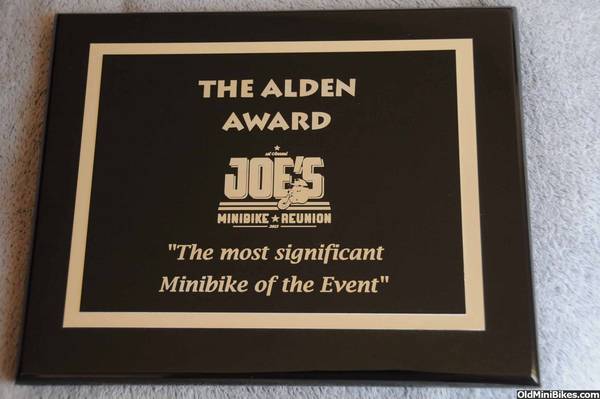 THE ALDEN
AWARD
JOE'S
MINIBIKE ★ REUNION
"The most significant
Minibike of the Event"
OldMiniBikes.com